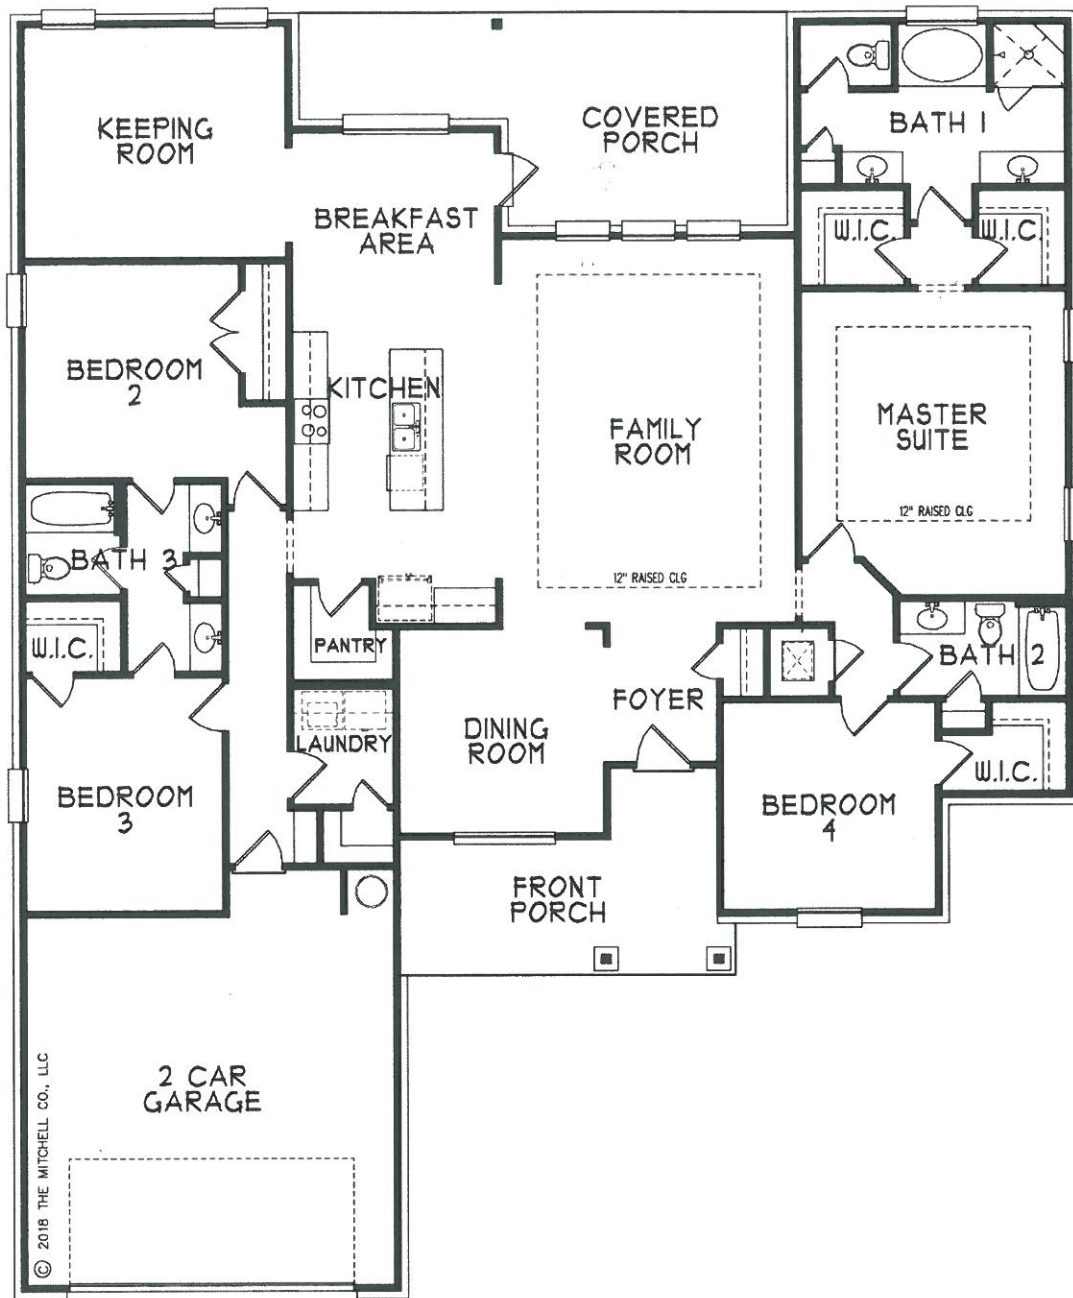 KEEPING
ROOM
COVERED
PORCH
BATH 1
BREAKFAST
AREA
W.I.C.
W.I.C.
BEDROOM
2
KITCHEN
FAMILY
ROOM
MASTER
SUITE
12" RAISED CLG
12" RAISED CLG
BATH 3
W.I.C.
PANTRY
BATH 2
FOYER
DINING
ROOM
LAUNDRY
W.I.C.
BEDROOM
3
BEDROOM
4
FRONT
PORCH
2 CAR
GARAGE
© 2018 THE MITCHELL CO., LLC